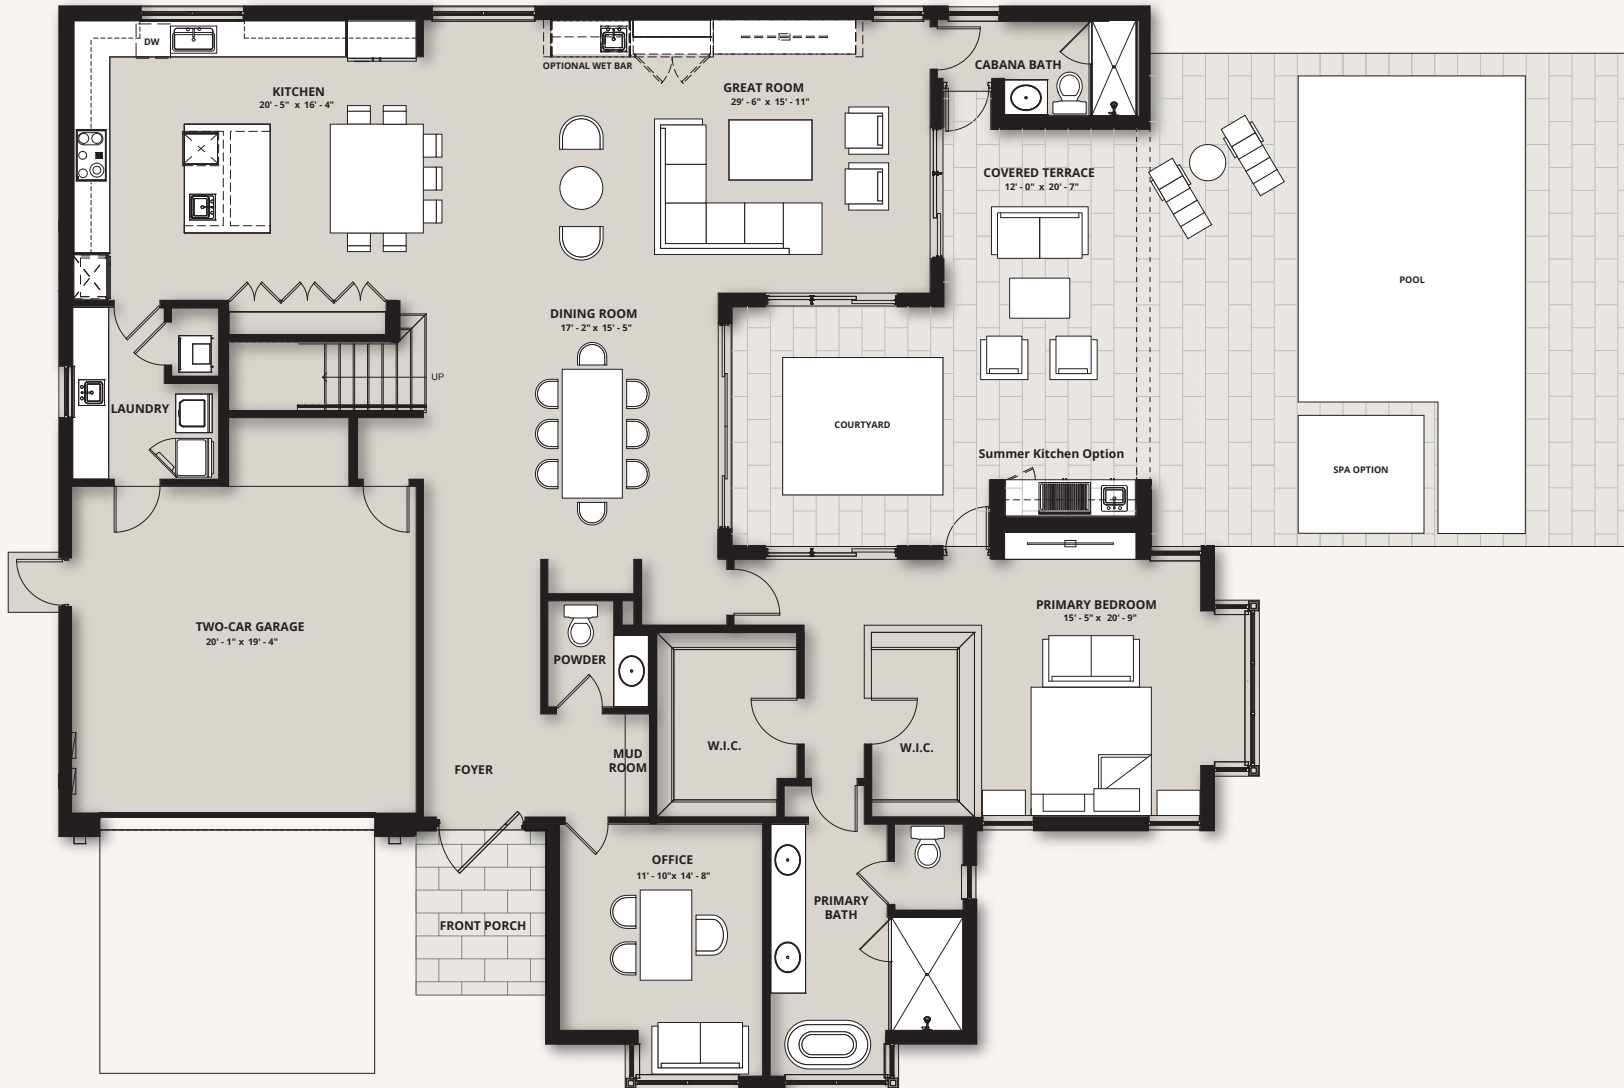 DW
OPTIONAL WET BAR
CABANA BATH
KITCHEN
20' - 5" x 16' - 4"
GREAT ROOM
29' - 6" x 15' - 11"
COVERED TERRACE
12' - 0" x 20' - 7"
POOL
DINING ROOM
17' - 2" x 15' - 5"
UP
LAUNDRY
COURTYARD
Summer Kitchen Option
SPA OPTION
TWO-CAR GARAGE
20' - 1" x 19' - 4"
PRIMARY BEDROOM
15' - 5" x 20' - 9"
POWDER
W.I.C.
W.I.C.
MUD
ROOM
FOYER
OFFICE
11' - 10"x 14' - 8"
PRIMARY
BATH
FRONT PORCH